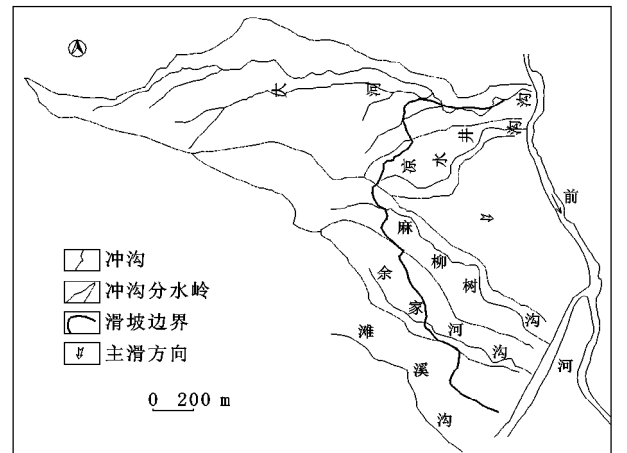 大河沟
凉水井沟
麻柳树沟
余家河沟
滩溪沟
前河
冲沟
冲沟分水岭
滑坡边界
主滑方向
0 200 m